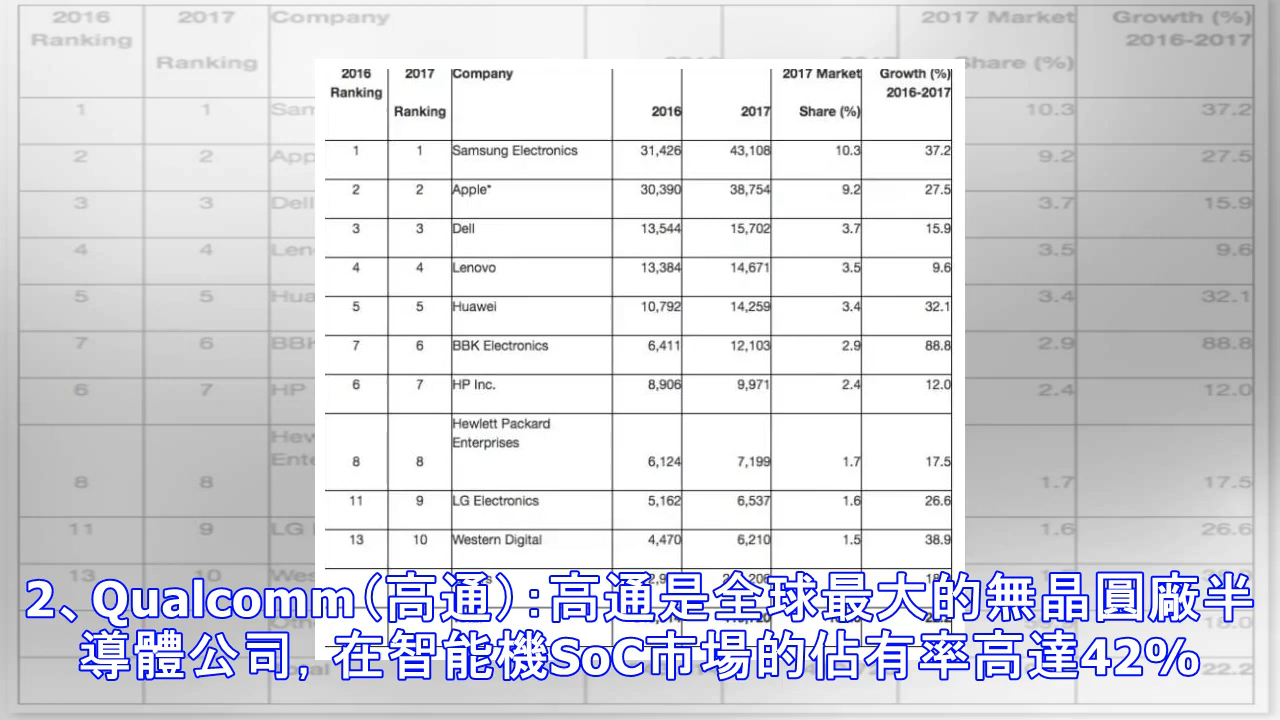 2016 Ranking 2017 Ranking Company 2016 2017 2017 Market Share (%) Growth (%) 2016-2017
1 1 Samsung Electronics 31,426 43,108 10.3 37.2
2 2 Apple* 30,390 38,754 9.2 27.5
3 3 Dell 13,544 15,702 3.7 15.9
4 4 Lenovo 13,384 14,671 3.5 9.6
5 5 Huawei 10,792 14,259 3.4 32.1
7 6 BBK Electronics 6,411 12,103 2.9 88.8
6 7 HP Inc. 8,906 9,971 2.4 12.0
8 8 Hewlett Packard Enterprises 6,124 7,199 1.7 17.5
11 9 LG Electronics 5,162 6,537 1.6 26.6
13 10 Western Digital 4,470 6,210 1.5 38.9
2、Qualcomm(高通):高通是全球最大的無晶圓廠半
導體公司, 在智能機SoC市場的佔有率高達42%